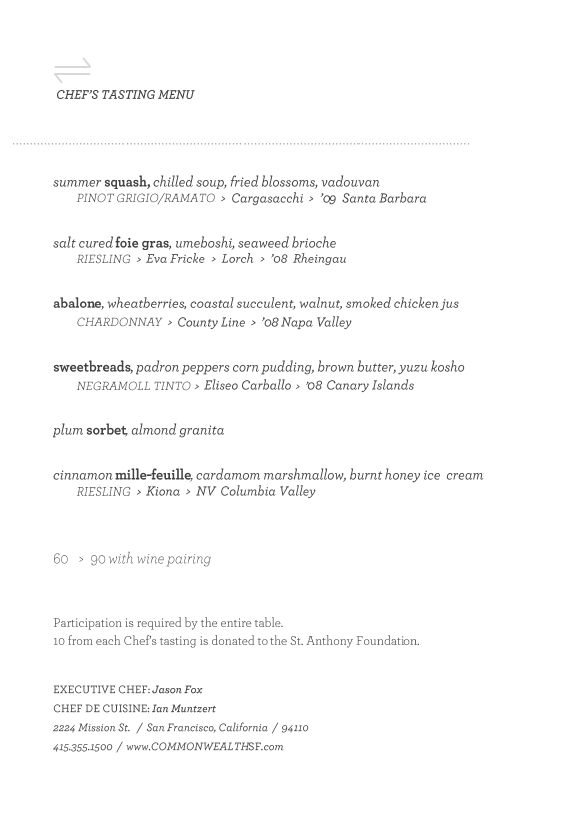 CHEF'S TASTING MENU
summer squash, chilled soup, fried blossoms, vadouvan
PINOT GRIGIO/RAMATO > Cargasacchi > '09 Santa Barbara
salt cured foie gras, umeboshi, seaweed brioche
RIESLING > Eva Fricke > Lorch > '08 Rheingau
abalone, wheatberries, coastal succulent, walnut, smoked chicken jus
CHARDONNAY > County Line > '08 Napa Valley
sweetbreads, padron peppers corn pudding, brown butter, yuzu kosho
NEGRAMOLL TINTO > Eliseo Carballo > '08 Canary Islands
plum sorbet, almond granita
cinnamon mille-feuille, cardamom marshmallow, burnt honey ice cream
RIESLING > Kiona > NV Columbia Valley
60 > 90 with wine pairing
Participation is required by the entire table.
10 from each Chef's tasting is donated to the St. Anthony Foundation.
EXECUTIVE CHEF: Jason Fox
CHEF DE CUISINE: Ian Muntzert
2224 Mission St. / San Francisco, California / 94110
415.355.1500 / www.COMMONWEALTHSF.com